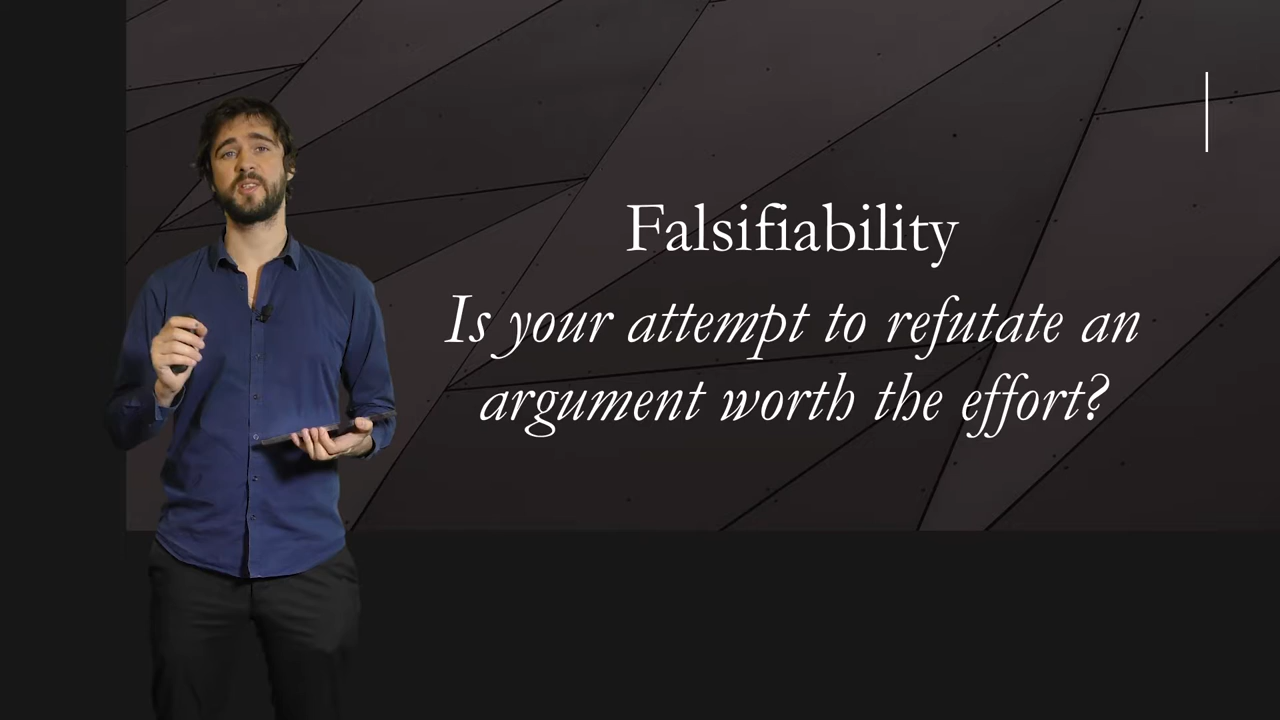 Falsifiability
Is your attempt to refutate an
argument worth the effort?